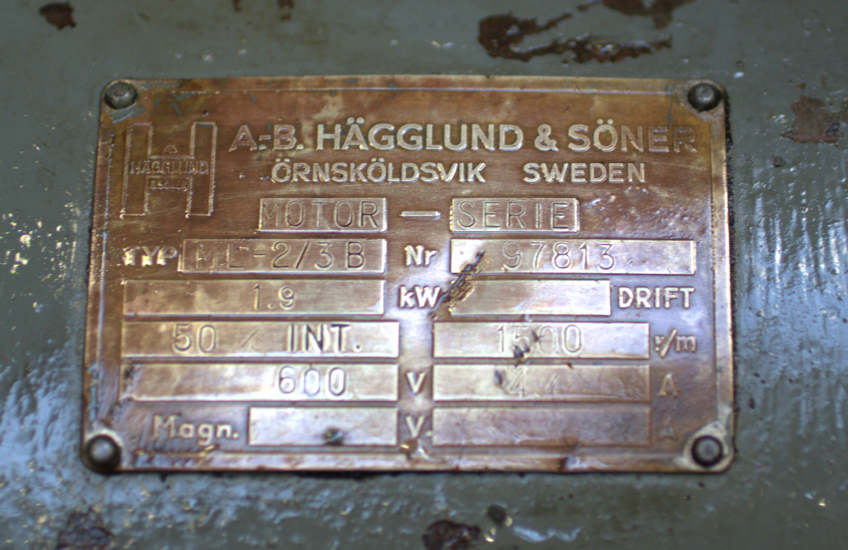 A.-B. HÄGGLUND & SÖNER
HÄGGLUND
ÖRNSKÖLDSVIK SWEDEN
MOTOR — SERIE
TYP Nr 97813
1.9 kW DRIFT
50 % INT. 1500 r/m
600 V A
Magn. V. A